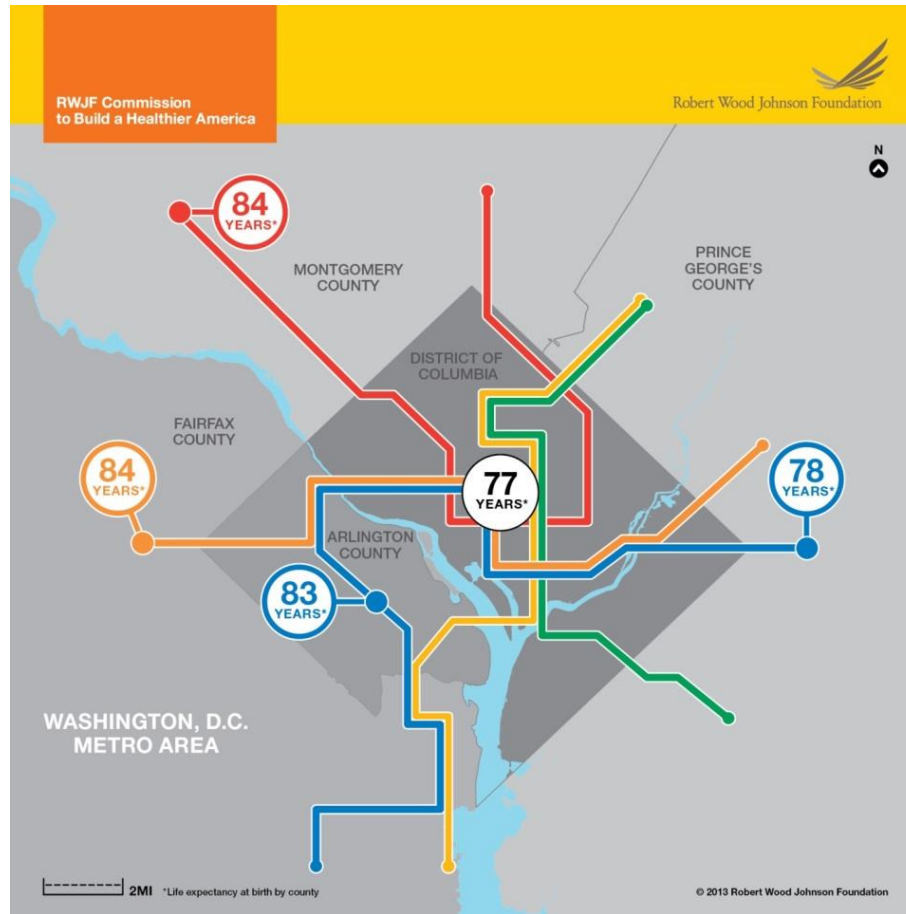 RWJF Commission
to Build a Healthier America
Robert Wood Johnson Foundation
N
84
YEARS*
MONTGOMERY
COUNTY
PRINCE
GEORGE'S
COUNTY
DISTRICT OF
COLUMBIA
FAIRFAX
COUNTY
84
YEARS*
77
YEARS*
78
YEARS*
ARLINGTON
COUNTY
83
YEARS*
WASHINGTON, D.C.
METRO AREA
2MI
*Life expectancy at birth by county
© 2013 Robert Wood Johnson Foundation